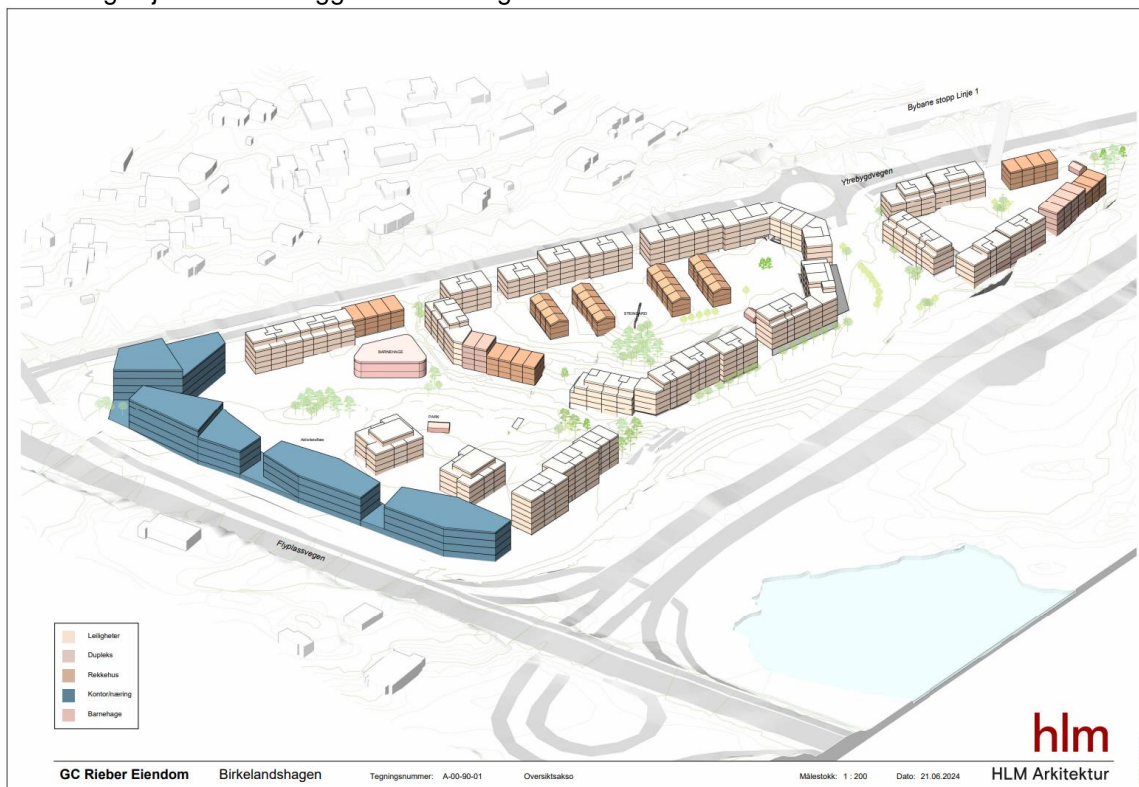 Bybane stopp Linje 1
Ytrebygdvegen
STEINGARD
BARNEHAGE
PARK
Flyplassvegen
Leiligheter
Dupleks
Rekkehus
Kontor/næring
Barnehage
hlm
GC Rieber Eiendom Birkelandshagen Tegningsnummer: A-00-90-01 Oversiktsakso Målestokk: 1 : 200 Dato: 21.06.2024 HLM Arkitektur